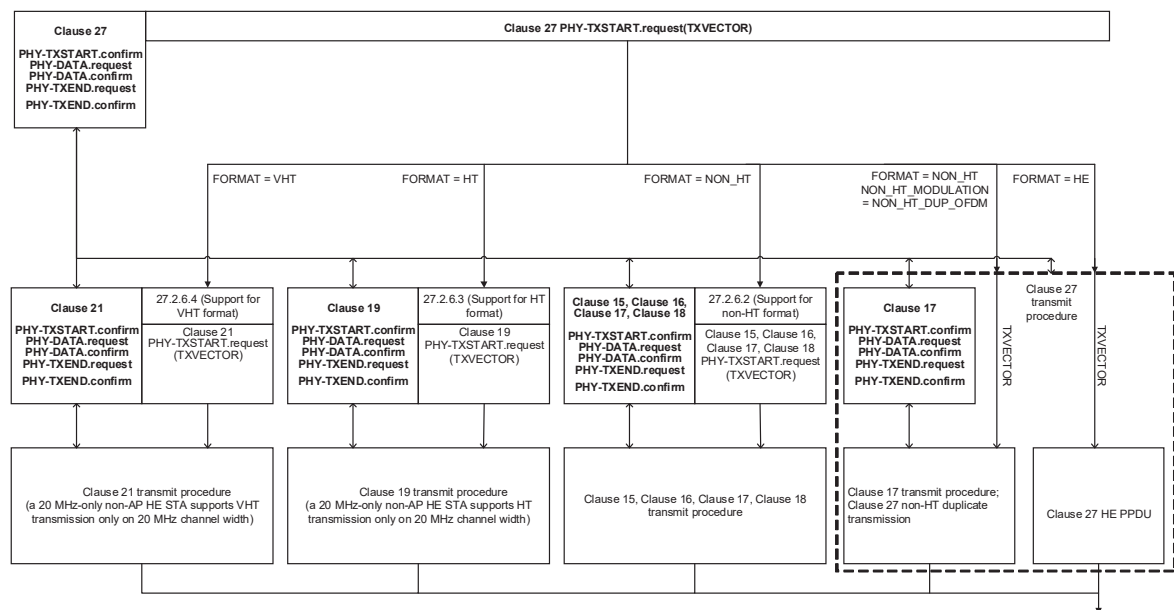 Clause 27
PHY-TXSTART.confirm
PHY-DATA.request
PHY-DATA.confirm
PHY-TXEND.request
PHY-TXEND.confirm
Clause 27 PHY-TXSTART.request(TXVECTOR)
FORMAT = VHT
FORMAT = HT
FORMAT = NON_HT
FORMAT = NON_HT
NON_HT_MODULATION
= NON_HT_DUP_OFDM
FORMAT = HE
Clause 21
PHY-TXSTART.confirm
PHY-DATA.request
PHY-DATA.confirm
PHY-TXEND.request
PHY-TXEND.confirm
27.2.6.4 (Support for
VHT format)
Clause 21
PHY-TXSTART.request
(TXVECTOR)
Clause 19
PHY-TXSTART.confirm
PHY-DATA.request
PHY-DATA.confirm
PHY-TXEND.request
PHY-TXEND.confirm
27.2.6.3 (Support for HT
format)
Clause 19
PHY-TXSTART.request
(TXVECTOR)
Clause 15, Clause 16,
Clause 17, Clause 18
PHY-TXSTART.confirm
PHY-DATA.request
PHY-DATA.confirm
PHY-TXEND.request
PHY-TXEND.confirm
27.2.6.2 (Support for
non-HT format)
Clause 15, Clause 16,
Clause 17, Clause 18
PHY-TXSTART.request
(TXVECTOR)
Clause 17
PHY-TXSTART.confirm
PHY-DATA.request
PHY-DATA.confirm
PHY-TXEND.request
PHY-TXEND.confirm
TXVECTOR
Clause 27
transmit
procedure
TXVECTOR
Clause 21 transmit procedure
(a 20 MHz-only non-AP HE STA supports VHT
transmission only on 20 MHz channel width)
Clause 19 transmit procedure
(a 20 MHz-only non-AP HE STA supports HT
transmission only on 20 MHz channel width)
Clause 15, Clause 16, Clause 17, Clause 18
transmit procedure
Clause 17 transmit procedure;
Clause 27 non-HT duplicate
transmission
Clause 27 HE PPDU